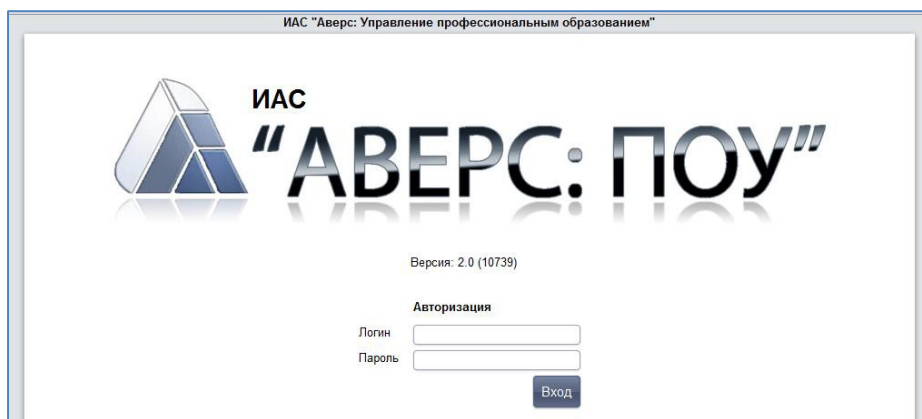 ИАС "Аверс: Управление профессиональным образованием"
ИАС
"АВЕРС: ПОУ"
Версия: 2.0 (10739)
Авторизация
Логин
Пароль
Вход